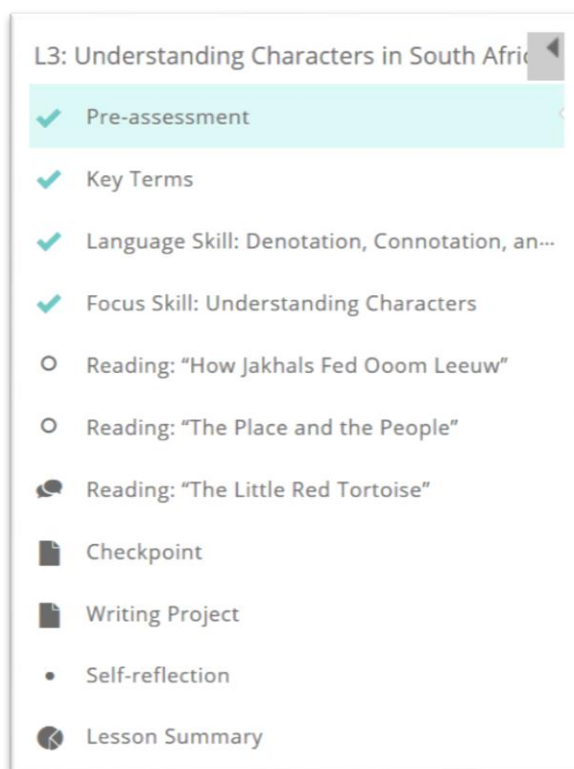 L3: Understanding Characters in South Afri
Pre-assessment
Key Terms
Language Skill: Denotation, Connotation, an...
Focus Skill: Understanding Characters
Reading: “How Jakhals Fed Ooom Leeuw”
Reading: “The Place and the People”
Reading: “The Little Red Tortoise”
Checkpoint
Writing Project
Self-reflection
Lesson Summary